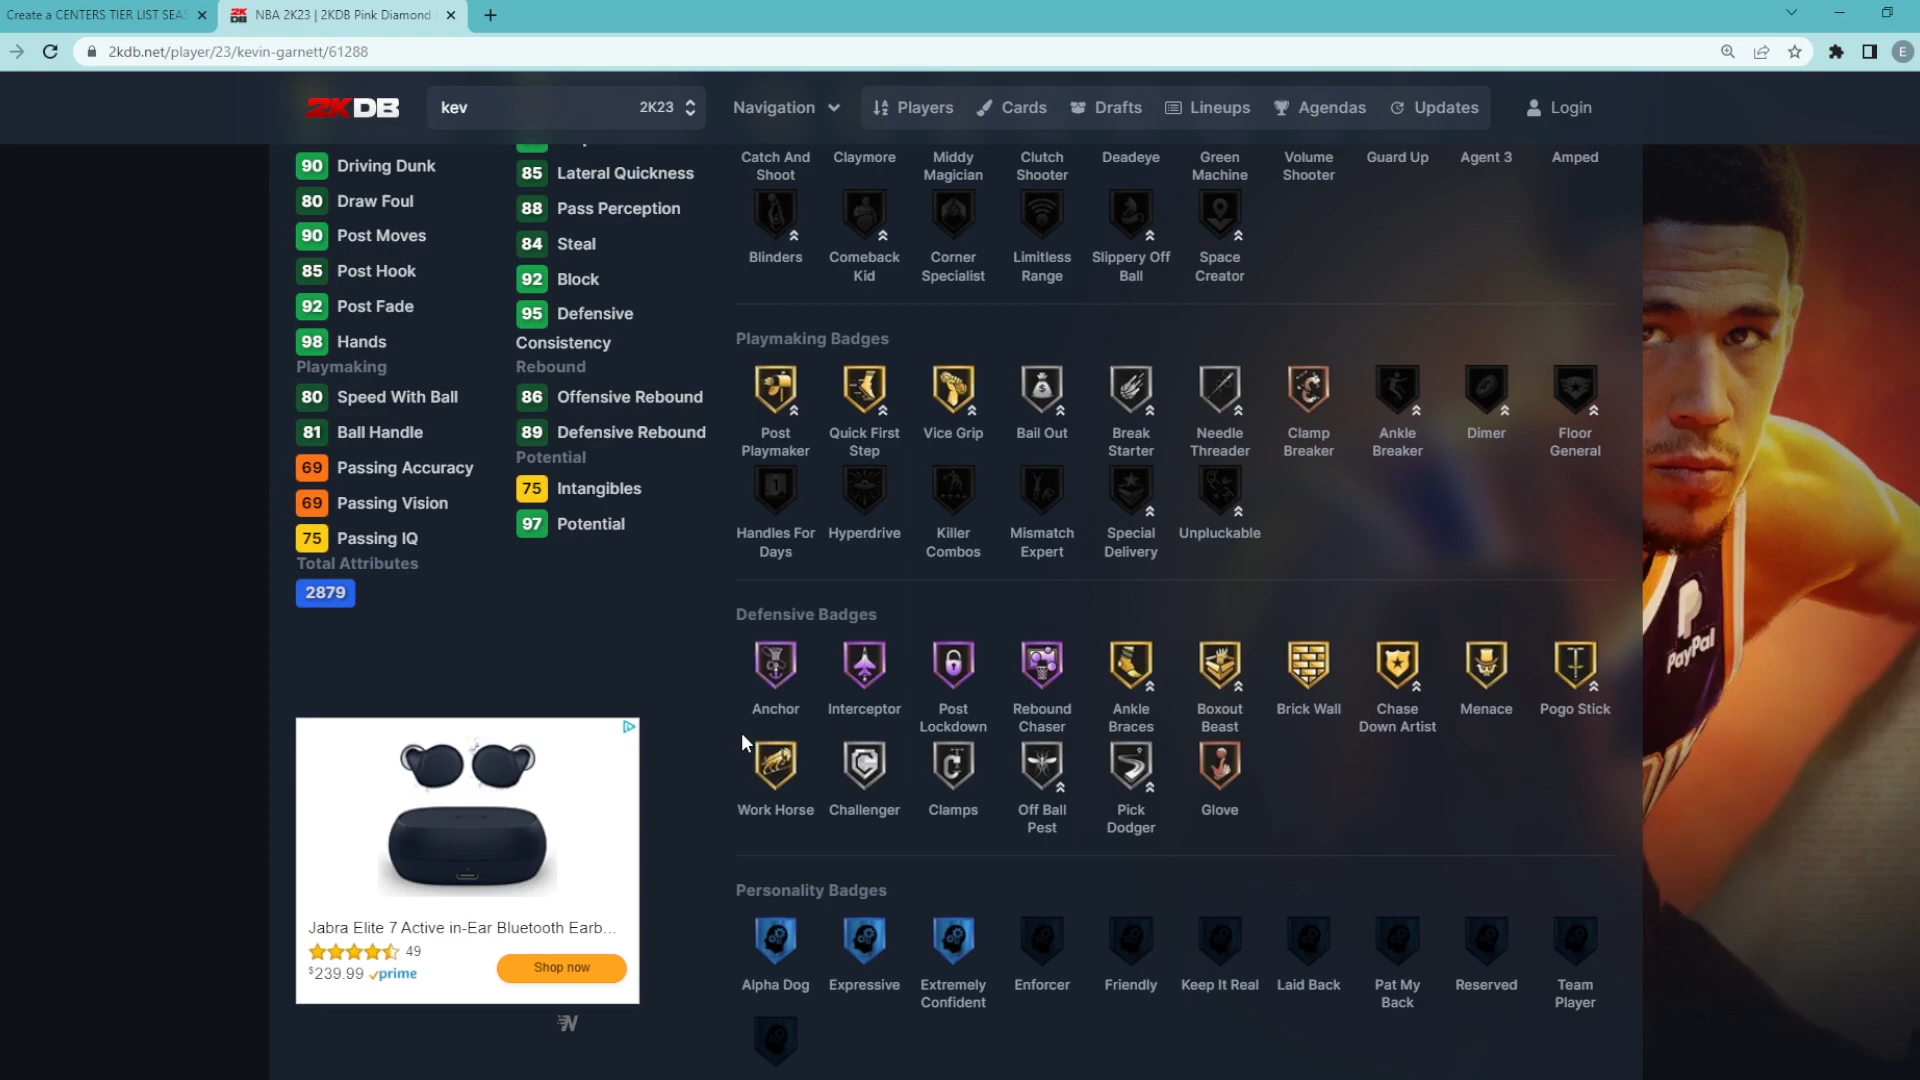 Create a CENTERS TIER LIST SEAS
NBA 2K23 | 2KDB Pink Diamond
2kdb.net/player/23/kevin-garnett/61288
E
2KDB
kev
2K23
Navigation
Players
Cards
Drafts
Lineups
Agendas
Updates
Login
90 Driving Dunk
80 Draw Foul
90 Post Moves
85 Post Hook
92 Post Fade
98 Hands
Playmaking
80 Speed With Ball
81 Ball Handle
69 Passing Accuracy
69 Passing Vision
75 Passing IQ
Total Attributes
2879
85 Lateral Quickness
88 Pass Perception
84 Steal
92 Block
95 Defensive
Consistency
Rebound
86 Offensive Rebound
89 Defensive Rebound
Potential
75 Intangibles
97 Potential
Catch And Shoot
Claymore
Middy Magician
Clutch Shooter
Deadeye
Green Machine
Volume Shooter
Guard Up
Agent 3
Amped
Blinders
Comeback Kid
Corner Specialist
Limitless Range
Slippery Off Ball
Space Creator
Playmaking Badges
Post Playmaker
Quick First Step
Vice Grip
Bail Out
Break Starter
Needle Threader
Clamp Breaker
Ankle Breaker
Dimer
Floor General
Handles For Days
Hyperdrive
Killer Combos
Mismatch Expert
Special Delivery
Unpluckable
Defensive Badges
Anchor
Interceptor
Post Lockdown
Rebound Chaser
Ankle Braces
Boxout Beast
Brick Wall
Chase Down Artist
Menace
Pogo Stick
Work Horse
Challenger
Clamps
Off Ball Pest
Pick Dodger
Glove
Personality Badges
Alpha Dog
Expressive
Extremely Confident
Enforcer
Friendly
Keep It Real
Laid Back
Pat My Back
Reserved
Team Player
Jabra Elite 7 Active in-Ear Bluetooth Earb...
49
$239.99 prime
Shop now
PayPal